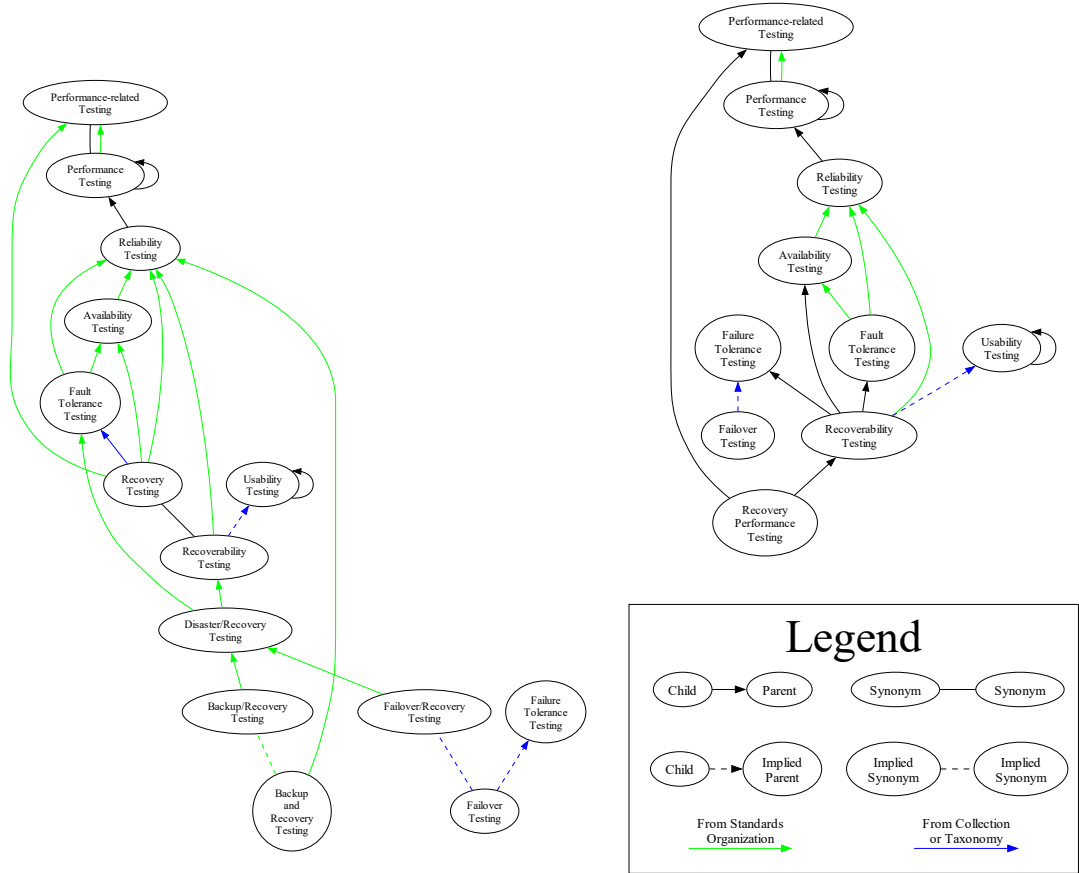 Performance-related
Testing
Performance
Testing
Reliability
Testing
Availability
Testing
Fault
Tolerance
Testing
Recovery
Testing
Usability
Testing
Recoverability
Testing
Disaster/Recovery
Testing
Backup/Recovery
Testing
Failover/Recovery
Testing
Failure
Tolerance
Testing
Backup
and
Recovery
Testing
Failover
Testing
Performance-related
Testing
Performance
Testing
Reliability
Testing
Availability
Testing
Failure
Tolerance
Testing
Fault
Tolerance
Testing
Usability
Testing
Failover
Testing
Recoverability
Testing
Recovery
Performance
Testing
Legend
Child
Parent
Synonym
Synonym
Child
Implied
Parent
Implied
Synonym
Implied
Synonym
From Standards
Organization
From Collection
or Taxonomy